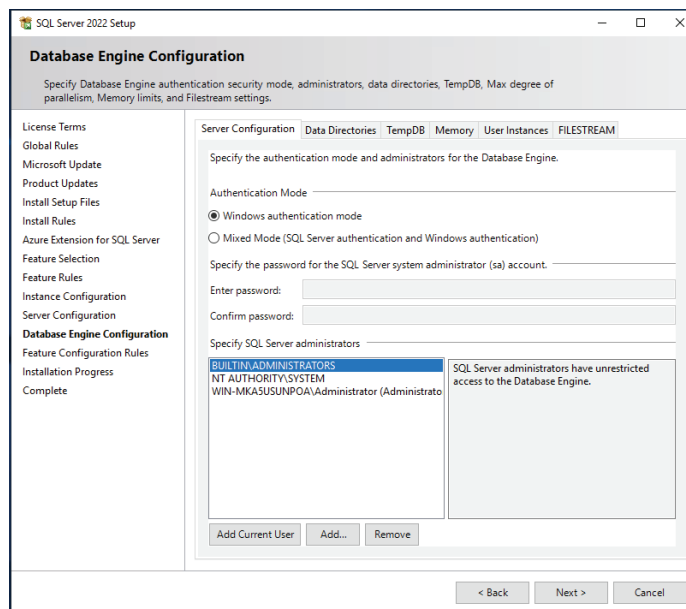 SQL Server 2022 Setup
Database Engine Configuration
Specify Database Engine authentication security mode, administrators, data directories, TempDB, Max degree of
parallelism, Memory limits, and Filestream settings.
License Terms
Global Rules
Microsoft Update
Product Updates
Install Setup Files
Install Rules
Azure Extension for SQL Server
Feature Selection
Feature Rules
Instance Configuration
Server Configuration
Database Engine Configuration
Feature Configuration Rules
Installation Progress
Complete
Server Configuration Data Directories TempDB Memory User Instances FILESTREAM
Specify the authentication mode and administrators for the Database Engine.
Authentication Mode
Windows authentication mode
Mixed Mode (SQL Server authentication and Windows authentication)
Specify the password for the SQL Server system administrator (sa) account.
Enter password:
Confirm password:
Specify SQL Server administrators
BUILTIN\ADMINISTRATORS
NT AUTHORITY\SYSTEM
WIN-MKA5USUNPOA\Administrator (Administrato
SQL Server administrators have unrestricted
access to the Database Engine.
Add Current User Add... Remove
< Back Next > Cancel